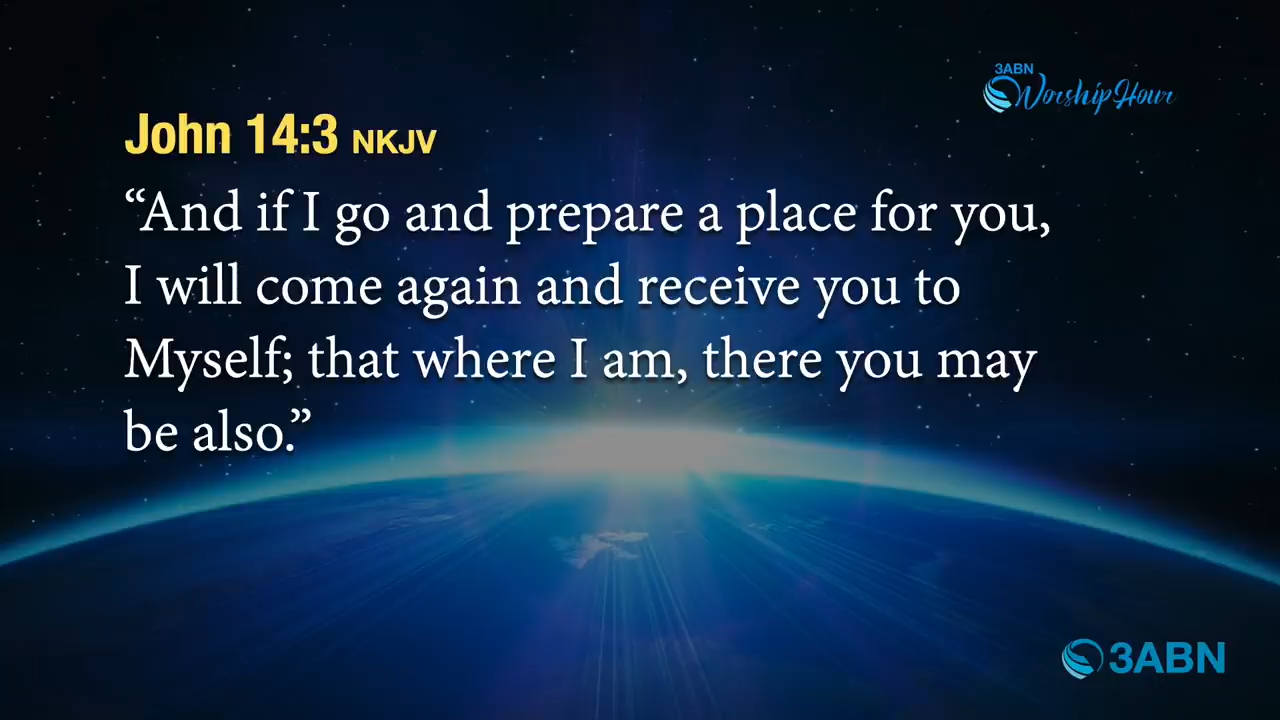 3ABN
Worship Hour
John 14:3 NKJV
“And if I go and prepare a place for you,
I will come again and receive you to
Myself; that where I am, there you may
be also.”
3ABN